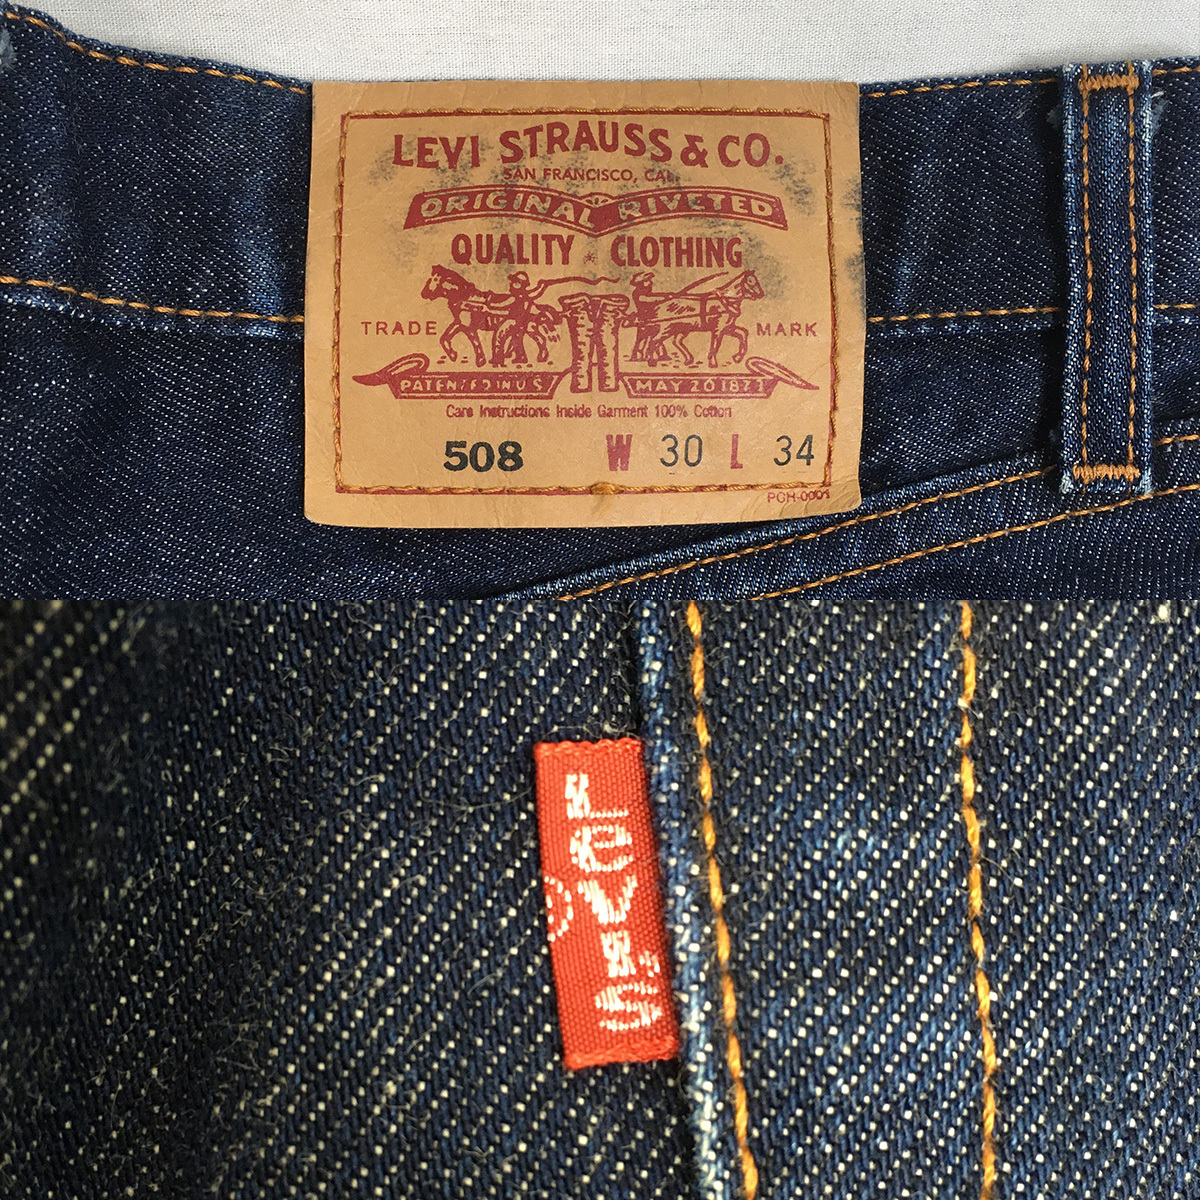 LEVI STRAUSS & CO.
SAN FRANCISCO, CAL.
ORIGINAL RIVETED
QUALITY CLOTHING
TRADE MARK
PATENTED IN U S MAY 20 1873
Care Instructions Inside Garment 100% Cotton
508 W 30 L 34
PCH-0001
LeVI'S
®